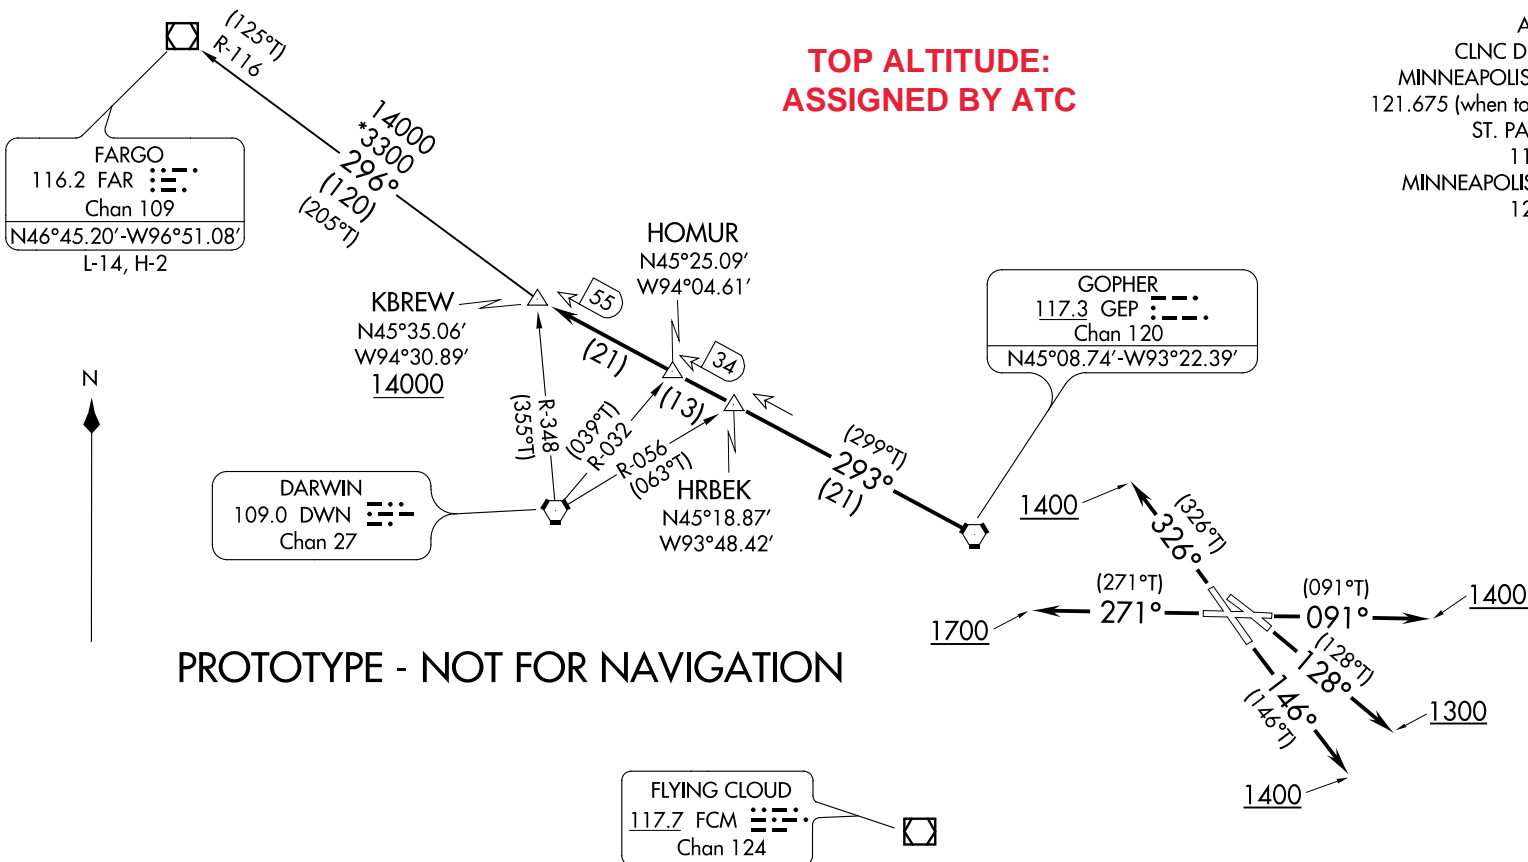 (125°T)
R-116
TOP ALTITUDE:
ASSIGNED BY ATC
A
CLNC D
MINNEAPOLIS
121.675 (when to
ST. PA
11
MINNEAPOLIS
12
FARGO
116.2 FAR
Chan 109
N46°45.20'-W96°51.08'
L-14, H-2
14000
*3300
296°
(120)
(205°T)
HOMUR
N45°25.09'
W94°04.61'
KBREW
N45°35.06'
W94°30.89'
14000
55
(21)
34
(13)
GOPHER
117.3 GEP
Chan 120
N45°08.74'-W93°22.39'
N
R-348
(355°T)
(039°T)
R-032
R-056
(063°T)
(299°T)
293°
(21)
HRBEK
N45°18.87'
W93°48.42'
DARWIN
109.0 DWN
Chan 27
1400
(326°T)
326°
(271°T)
271°
1700
(091°T)
091°
1400
(128°T)
128°
1300
146°
(146°T)
1400
PROTOTYPE - NOT FOR NAVIGATION
FLYING CLOUD
117.7 FCM
Chan 124